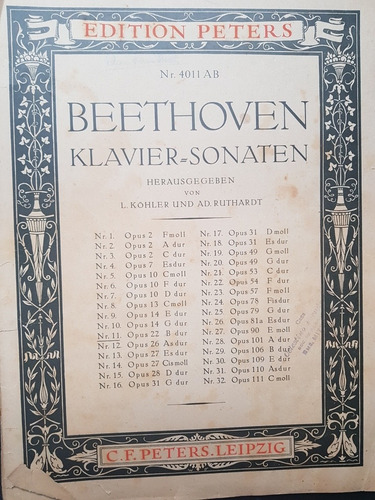 EDITION PETERS
Nr. 4011AB
BEETHOVEN
KLAVIER=SONATEN
HERAUSGEGEBEN
VON
L. KÖHLER UND AD. RUTHARDT
Nr. 1. Opus 2 F moll
Nr. 2. Opus 2 A dur
Nr. 3. Opus 2 C dur
Nr. 4. Opus 7 Es dur
Nr. 5. Opus 10 C moll
Nr. 6. Opus 10 F dur
Nr. 7. Opus 10 D dur
Nr. 8. Opus 13 C moll
Nr. 9. Opus 14 E dur
Nr. 10. Opus 14 G dur
Nr. 11. Opus 22 B dur
Nr. 12. Opus 26 As dur
Nr. 13. Opus 27 Es dur
Nr. 14. Opus 27 Cis moll
Nr. 15. Opus 28 D dur
Nr. 16. Opus 31 G dur
Nr. 17. Opus 31 D moll
Nr. 18. Opus 31 Es dur
Nr. 19. Opus 49 G moll
Nr. 20. Opus 49 G dur
Nr. 21. Opus 53 C dur
Nr. 22. Opus 54 F dur
Nr. 23. Opus 57 F moll
Nr. 24. Opus 78 Fis dur
Nr. 25. Opus 79 G dur
Nr. 26. Opus 81a Es dur
Nr. 27. Opus 90 E moll
Nr. 28. Opus 101 A dur
Nr. 29. Opus 106 B dur
Nr. 30. Opus 109 E dur
Nr. 31. Opus 110 As dur
Nr. 32. Opus 111 C moll
C. F. PETERS. LEIPZIG